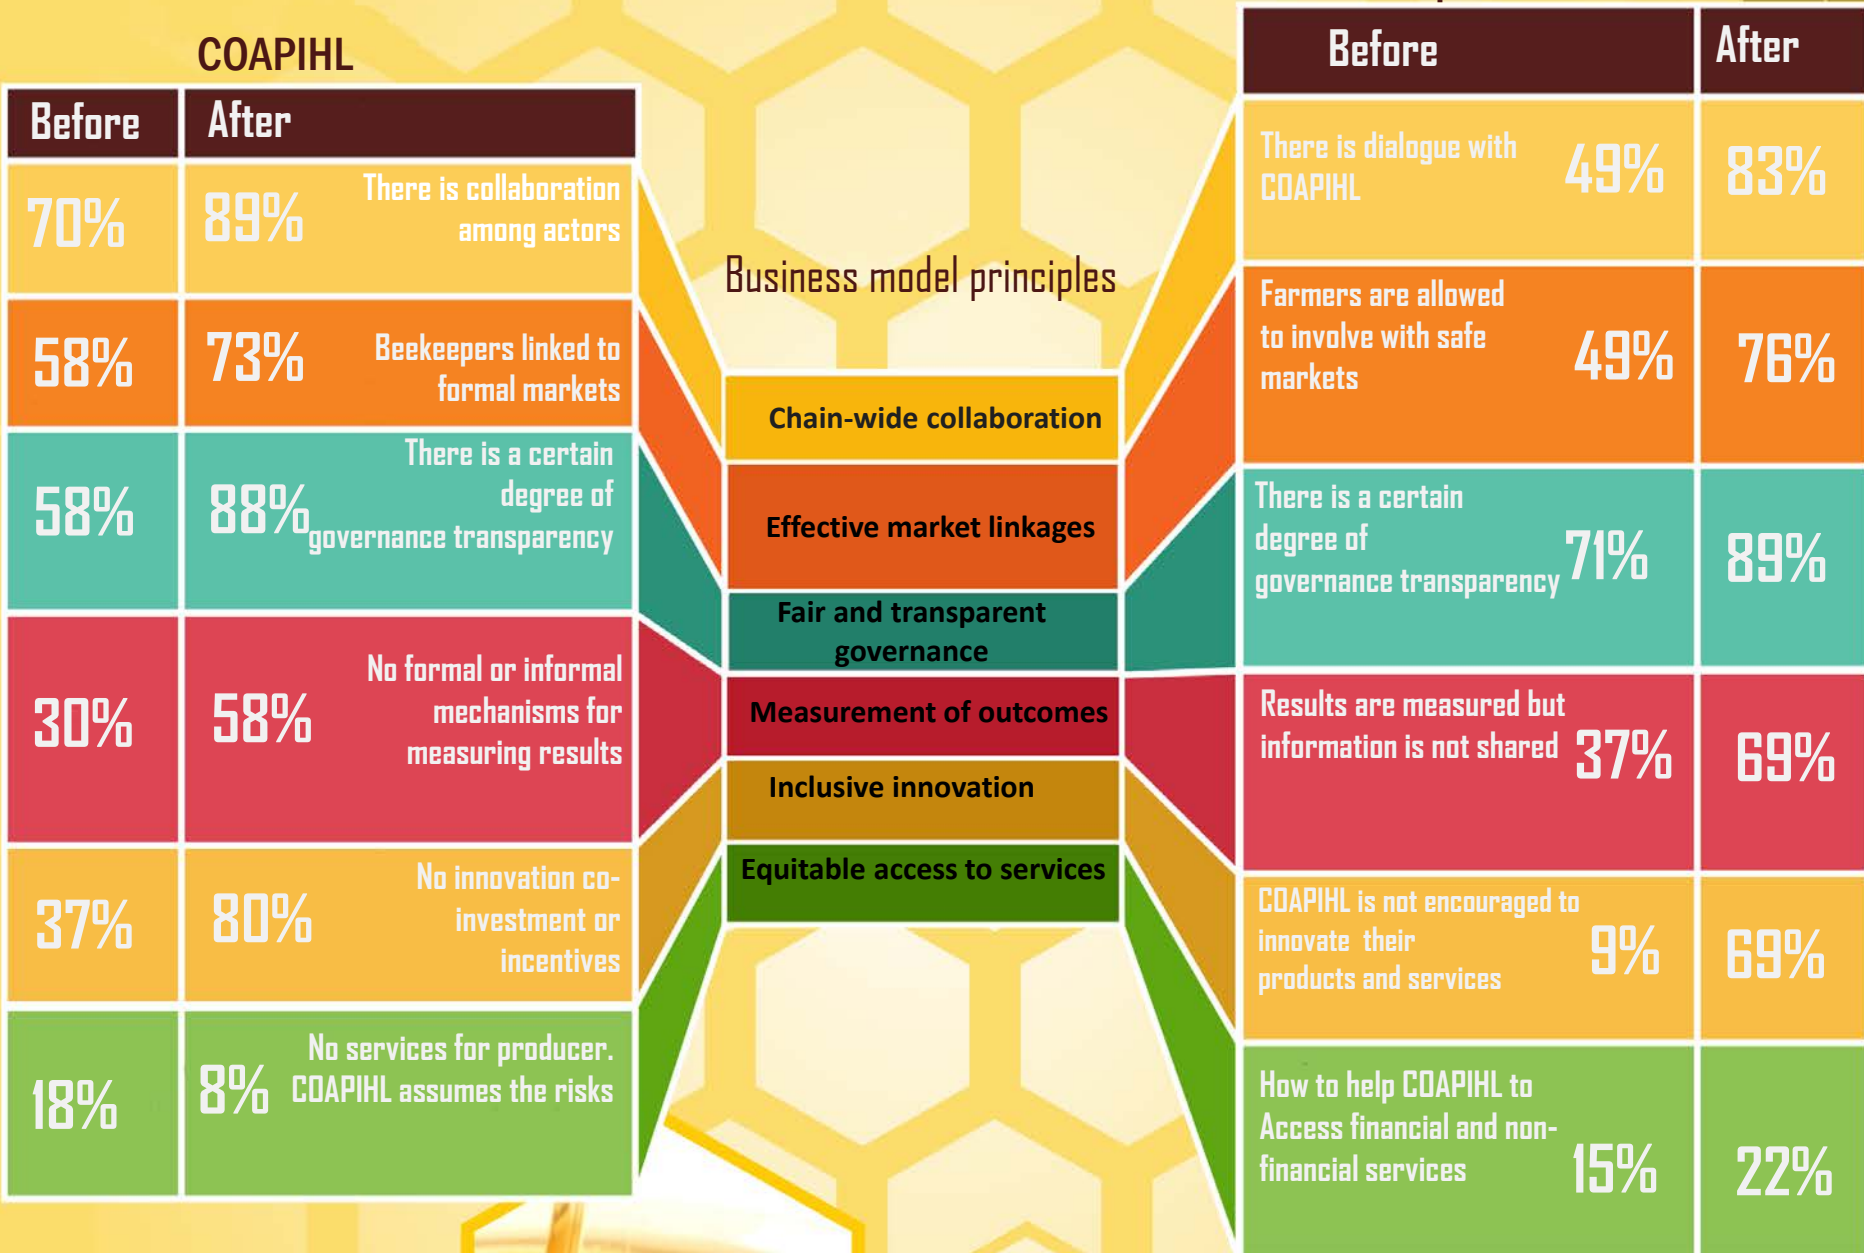 COAPIHL
Before After
70% 89% There is collaboration
among actors
58% 73% Beekeepers linked to
formal markets
58% 88% There is a certain
degree of
governance transparency
30% 58% No formal or informal
mechanisms for
measuring results
37% 80% No innovation co-
investment or
incentives
18% 8% No services for producer.
COAPIHL assumes the risks
Business model principles
Chain-wide collaboration
Effective market linkages
Fair and transparent
governance
Measurement of outcomes
Inclusive innovation
Equitable access to services
Before After
There is dialogue with
COAPIHL 49% 83%
Farmers are allowed
to involve with safe
markets 49% 76%
There is a certain
degree of
governance transparency 71% 89%
Results are measured but
information is not shared 37% 69%
COAPIHL is not encouraged to
innovate their
products and services 9% 69%
How to help COAPIHL to
Access financial and non-
financial services 15% 22%